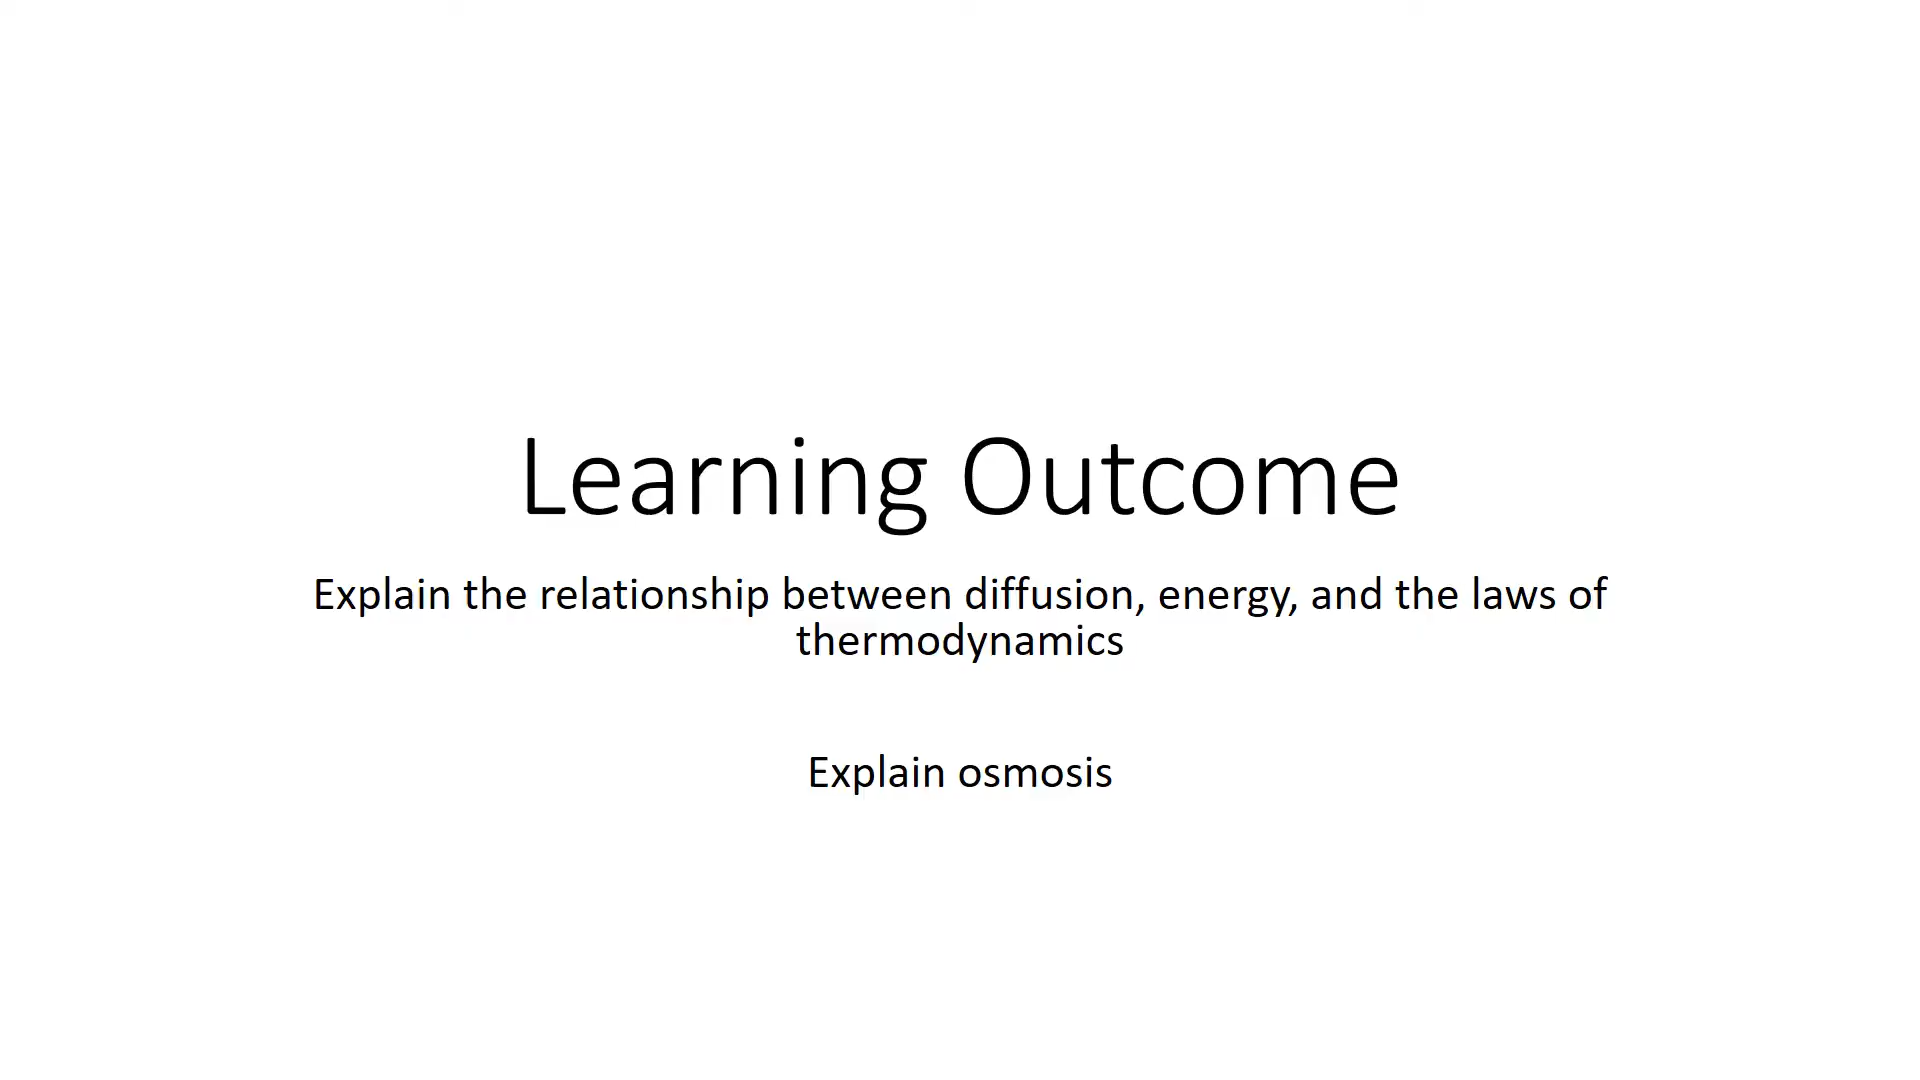 Learning Outcome
Explain the relationship between diffusion, energy, and the laws of
thermodynamics
Explain osmosis